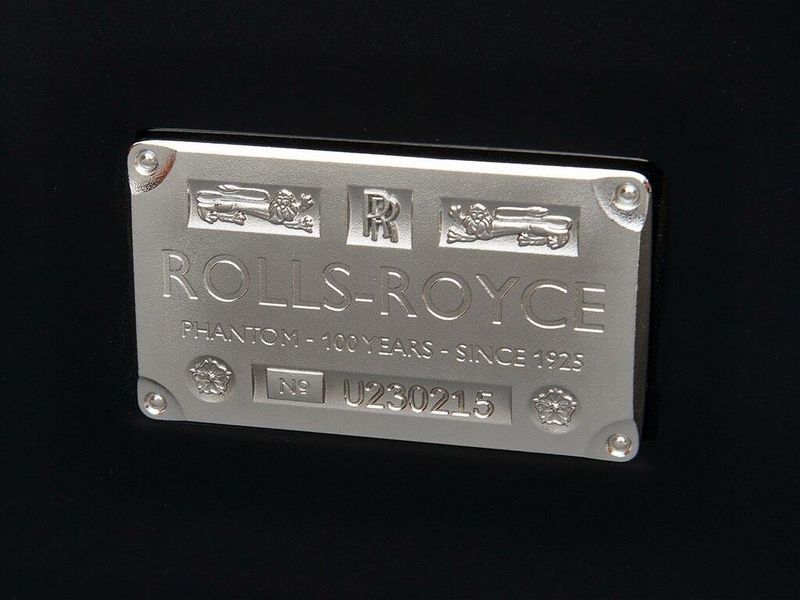 RR
ROLLS-ROYCE
PHANTOM - 100 YEARS - SINCE 1925
Nº U230215